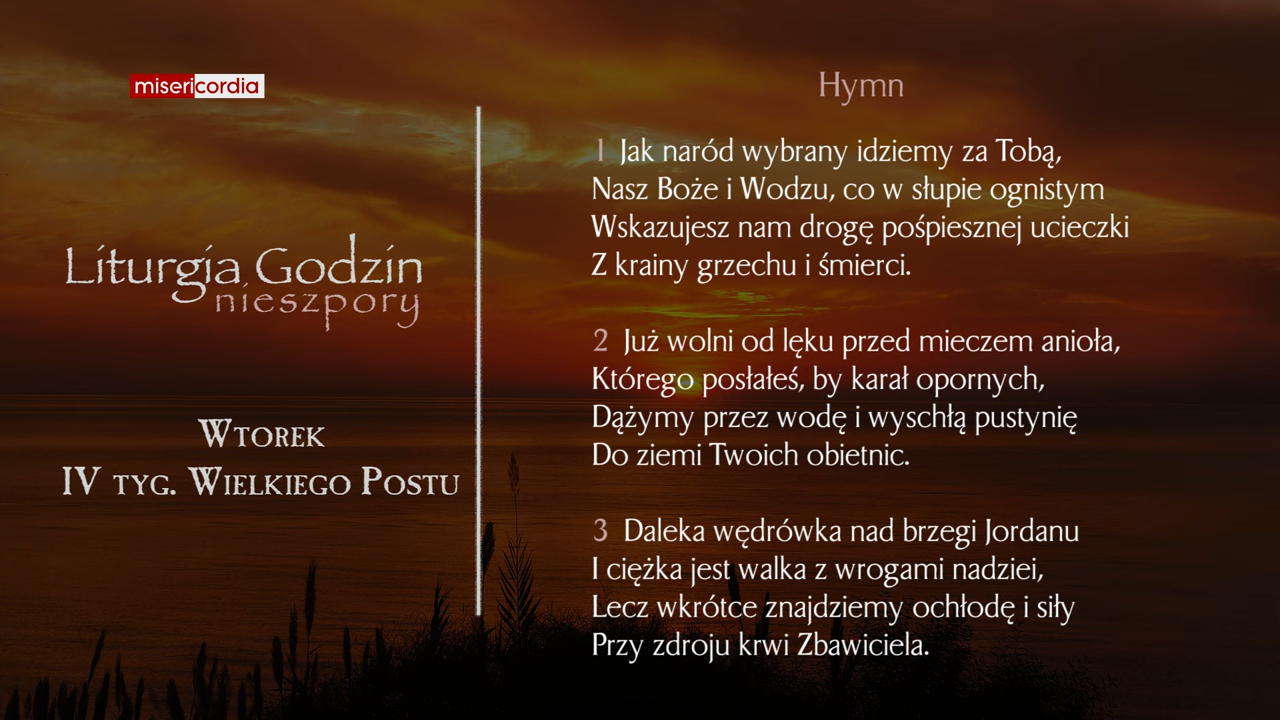 misericordia
Liturgia Godzin
nieszpory
Wtorek
IV tyg. Wielkiego Postu
Hymn
1 Jak naród wybrany idziemy za Tobą,
Nasz Boże i Wodzu, co w słupie ognistym
Wskazujesz nam drogę pośpiesznej ucieczki
Z krainy grzechu i śmierci.
2 Już wolni od lęku przed mieczem anioła,
Którego posłałeś, by karał opornych,
Dążymy przez wodę i wyschłą pustynię
Do ziemi Twoich obietnic.
3 Daleka wędrówka nad brzegi Jordanu
I ciężka jest walka z wrogami nadziei,
Lecz wkrótce znajdziemy ochłodę i siły
Przy zdroju krwi Zbawiciela.